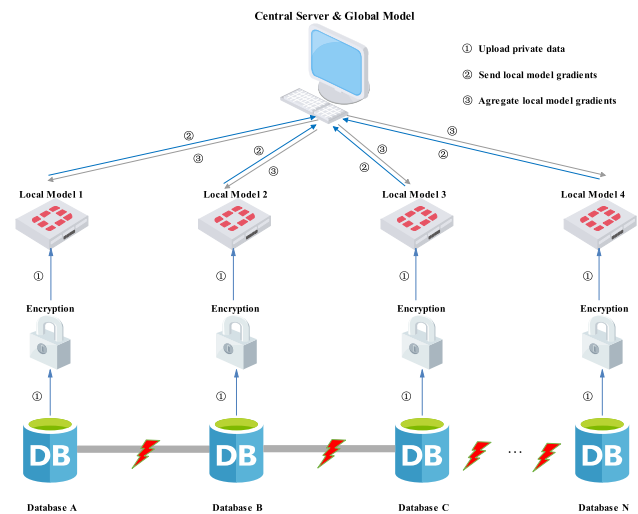 Central Server & Global Model
① Upload private data
② Send local model gradients
③ Agregate local model gradients
② ③ ② ③ ③ ② ③ ②
Local Model 1 Local Model 2 Local Model 3 Local Model 4
① ① ① ①
Encryption Encryption Encryption Encryption
① ① ① ①
DB DB DB … DB
Database A Database B Database C Database N